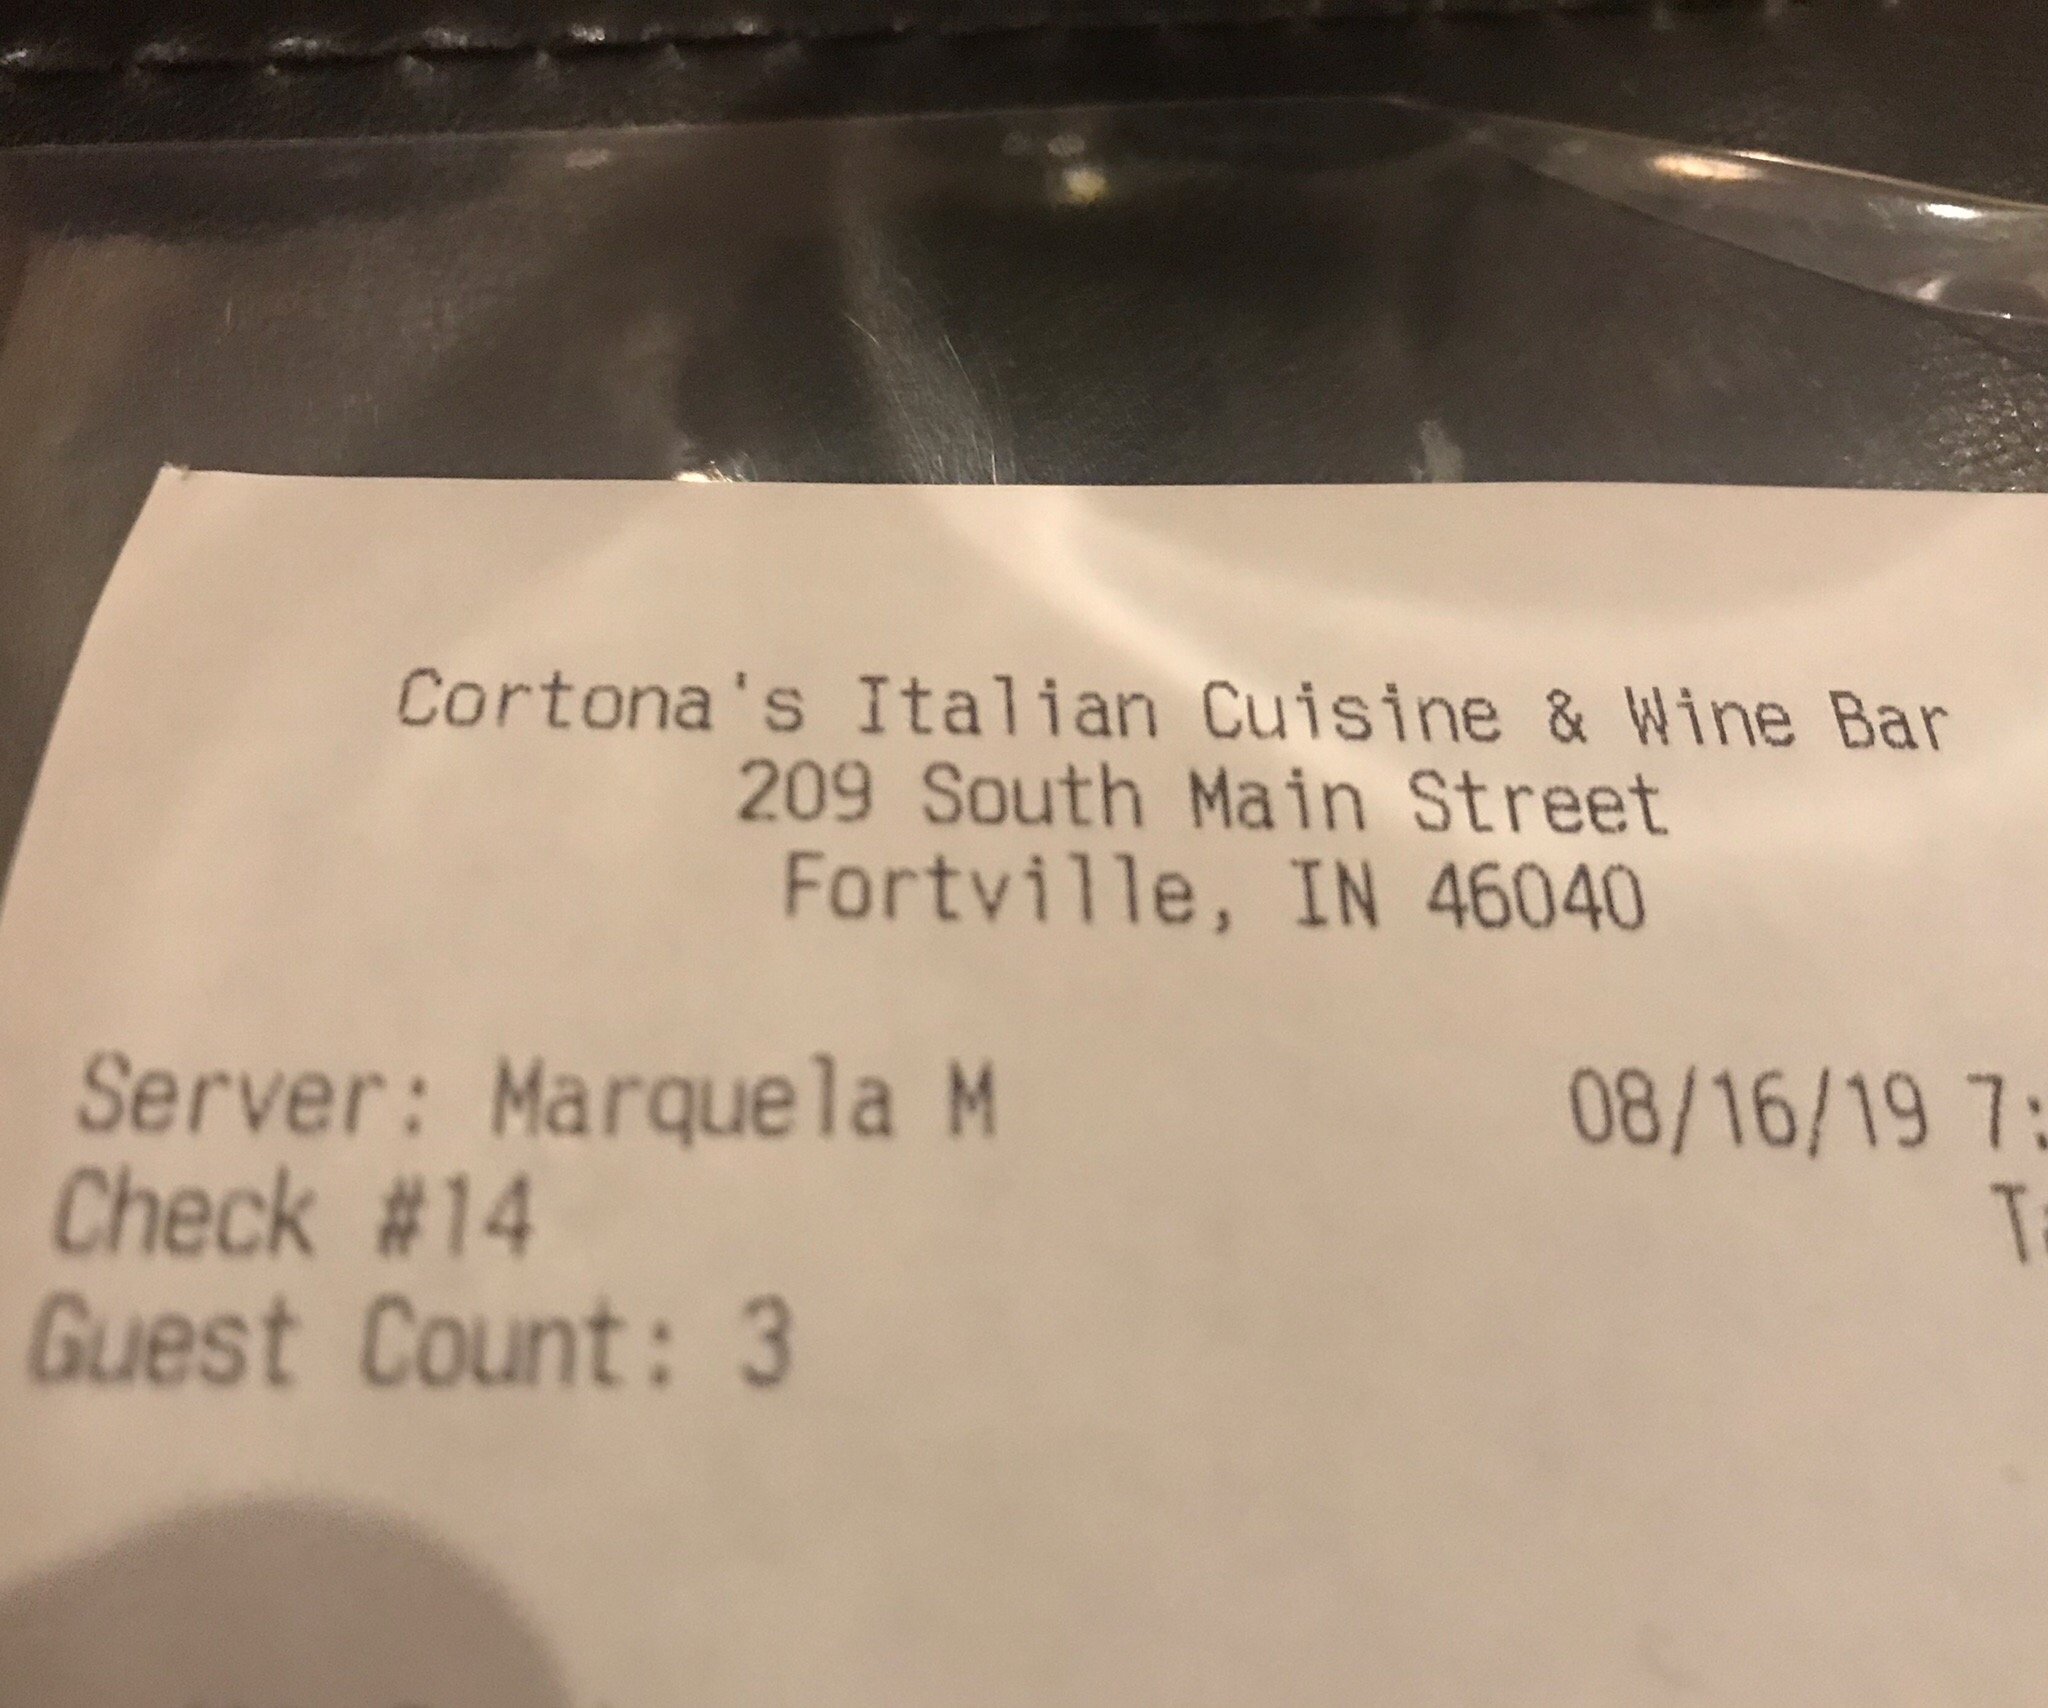 Cortona's Italian Cuisine & Wine Bar
209 South Main Street
Fortville, IN 46040
Server: Marquela M 08/16/19 7:
Check #14
Guest Count: 3